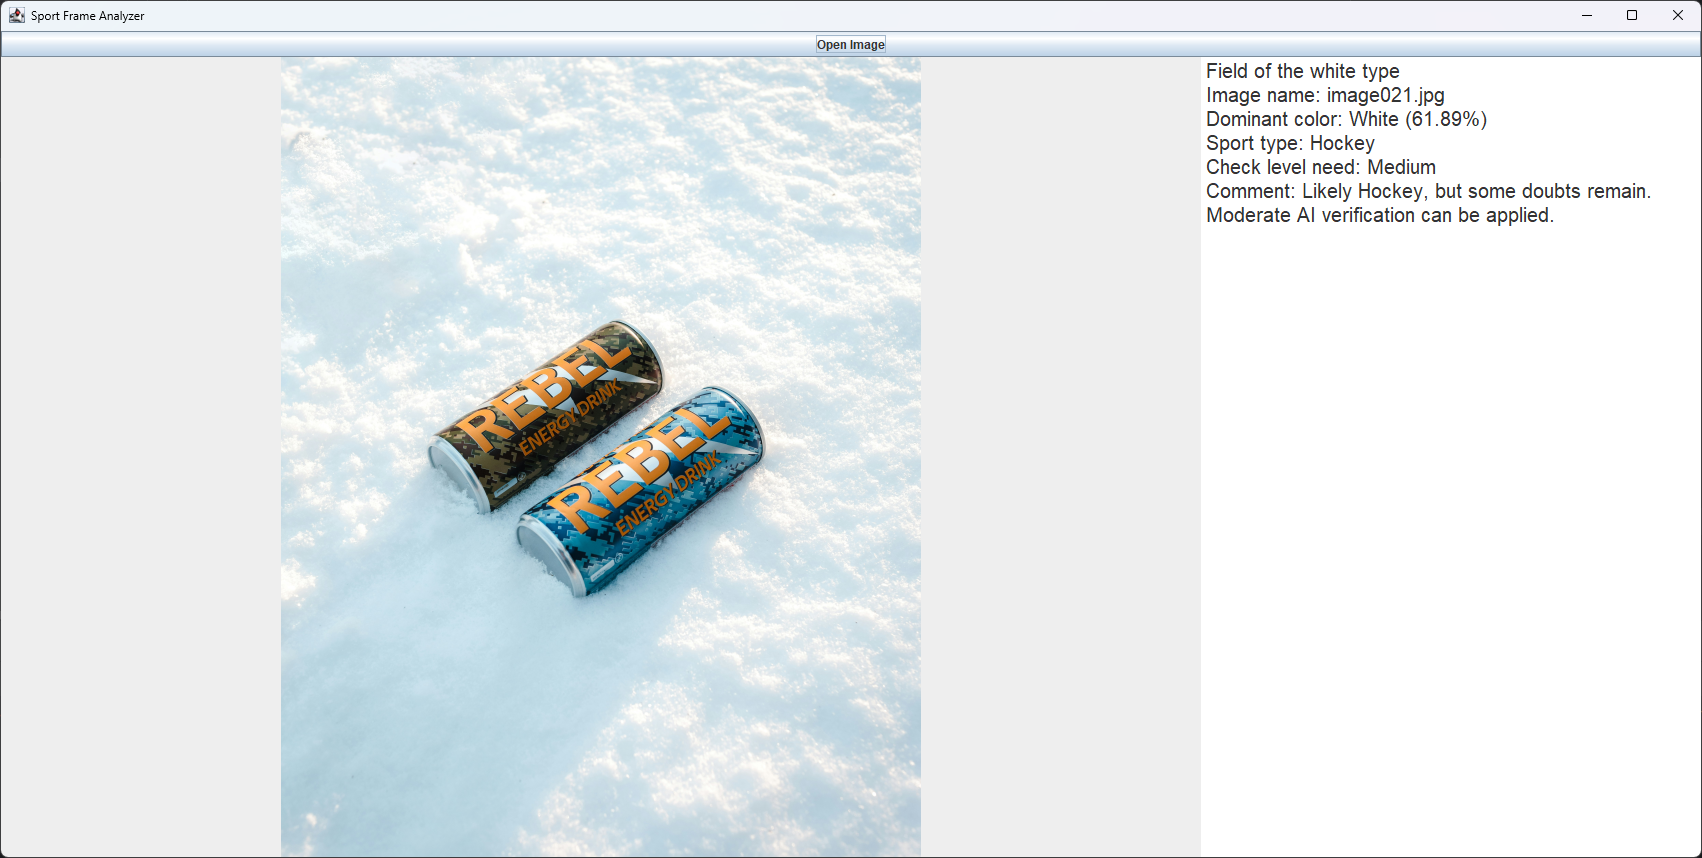 Sport Frame Analyzer
Open Image
Field of the white type
Image name: image021.jpg
Dominant color: White (61.89%)
Sport type: Hockey
Check level need: Medium
Comment: Likely Hockey, but some doubts remain.
Moderate AI verification can be applied.
REBEL
ENERGY DRINK
REBEL
ENERGY DRINK